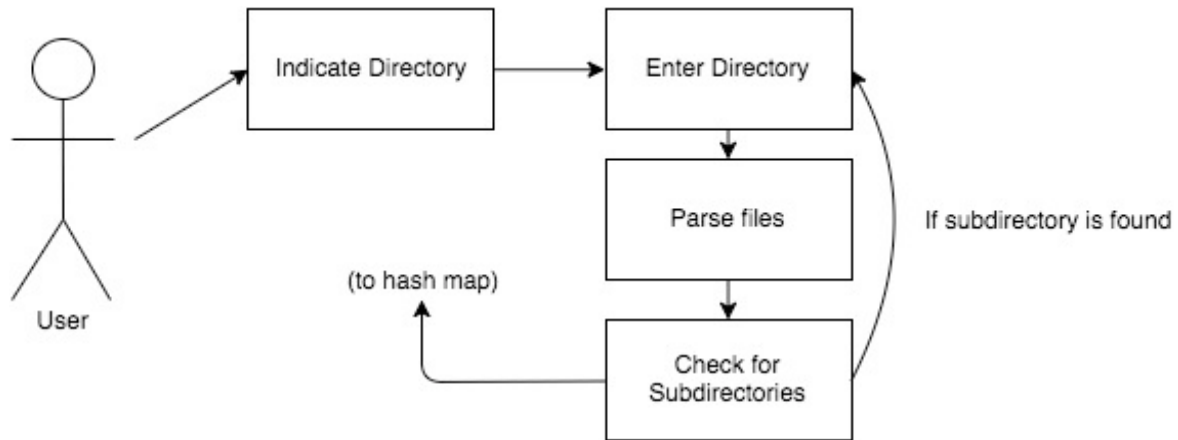 Indicate Directory
Enter Directory
Parse files
If subdirectory is found
(to hash map)
User
Check for
Subdirectories